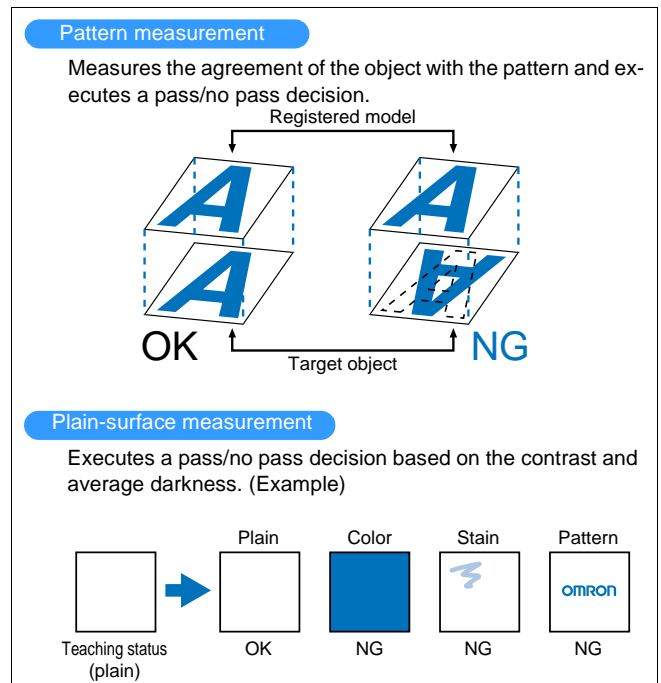 Pattern measurement
Measures the agreement of the object with the pattern and ex-
ecutes a pass/no pass decision.
Registered model
A A
A A
OK NG
Target object
Plain-surface measurement
Executes a pass/no pass decision based on the contrast and
average darkness. (Example)
Plain Color Stain Pattern
OMRON
Teaching status OK NG NG NG
(plain)